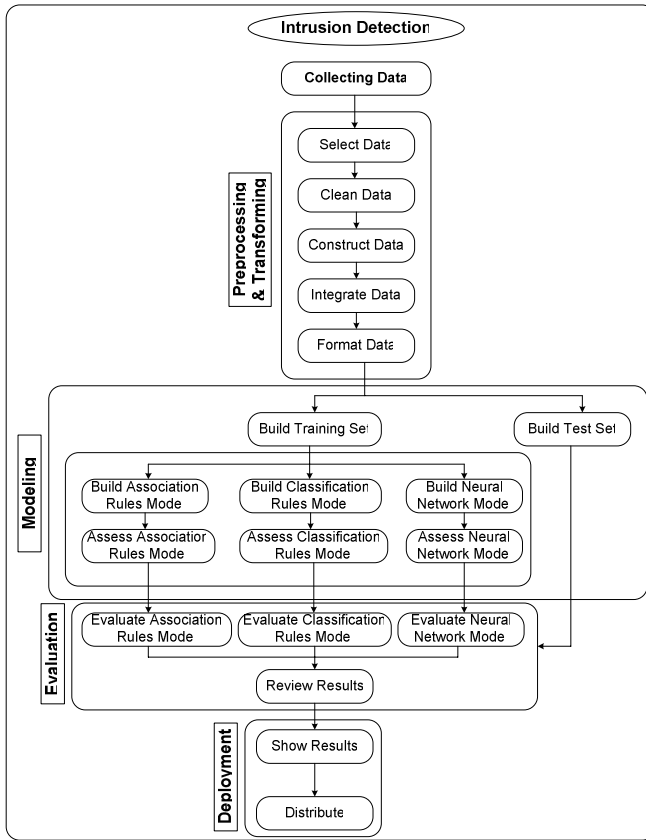 Intrusion Detection
Collecting Data
Preprocessing
& Transforming
Select Data
Clean Data
Construct Data
Integrate Data
Format Data
Modeling
Build Training Set
Build Test Set
Build Association
Rules Mode
Build Classification
Rules Mode
Build Neural
Network Mode
Assess Association
Rules Mode
Assess Classification
Rules Mode
Assess Neural
Network Mode
Evaluation
Evaluate Association
Rules Mode
Evaluate Classification
Rules Mode
Evaluate Neural
Network Mode
Review Results
Deployment
Show Results
Distribute